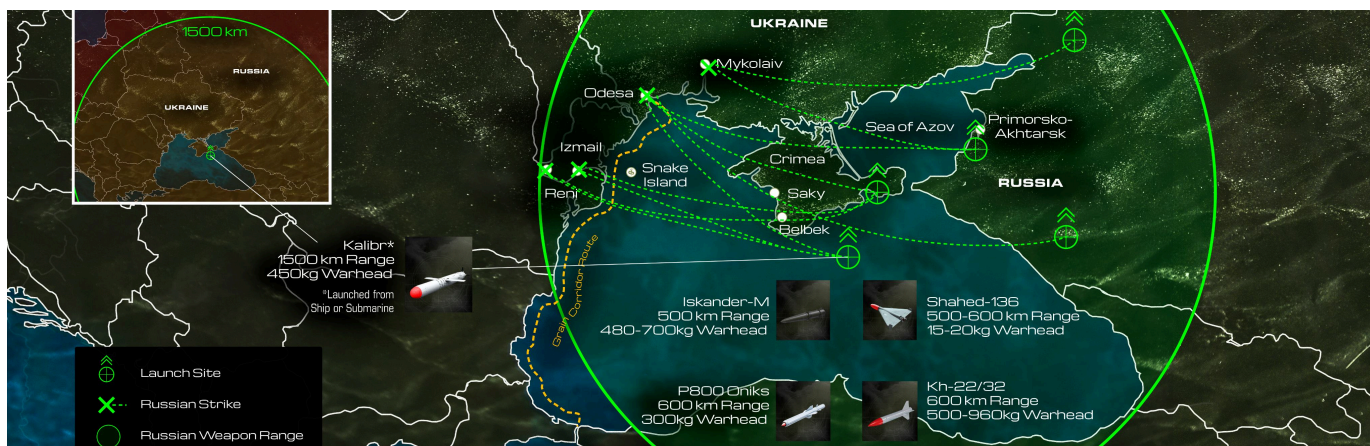 1500 km
RUSSIA
UKRAINE
UKRAINE
Mykolaiv
Odesa
Sea of Azov
Primorsko-
Akhtarsk
Izmail
Crimea
Snake
Island
Reni
Saky
RUSSIA
Belbek
Kalibr*
1500 km Range
450kg Warhead
*Launched from
Ship or Submarine
Grain Corridor Route
Iskander-M
500 km Range
480-700kg Warhead
Shahed-136
500-600 km Range
15-20kg Warhead
P800 Oniks
600 km Range
300kg Warhead
Kh-22/32
600 km Range
500-960kg Warhead
Launch Site
Russian Strike
Russian Weapon Range